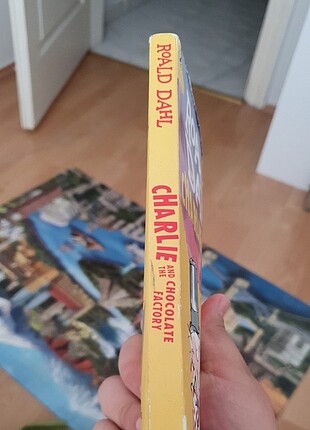 ROALD DAHL
CHARLIE
AND THE
CHOCOLATE
FACTORY